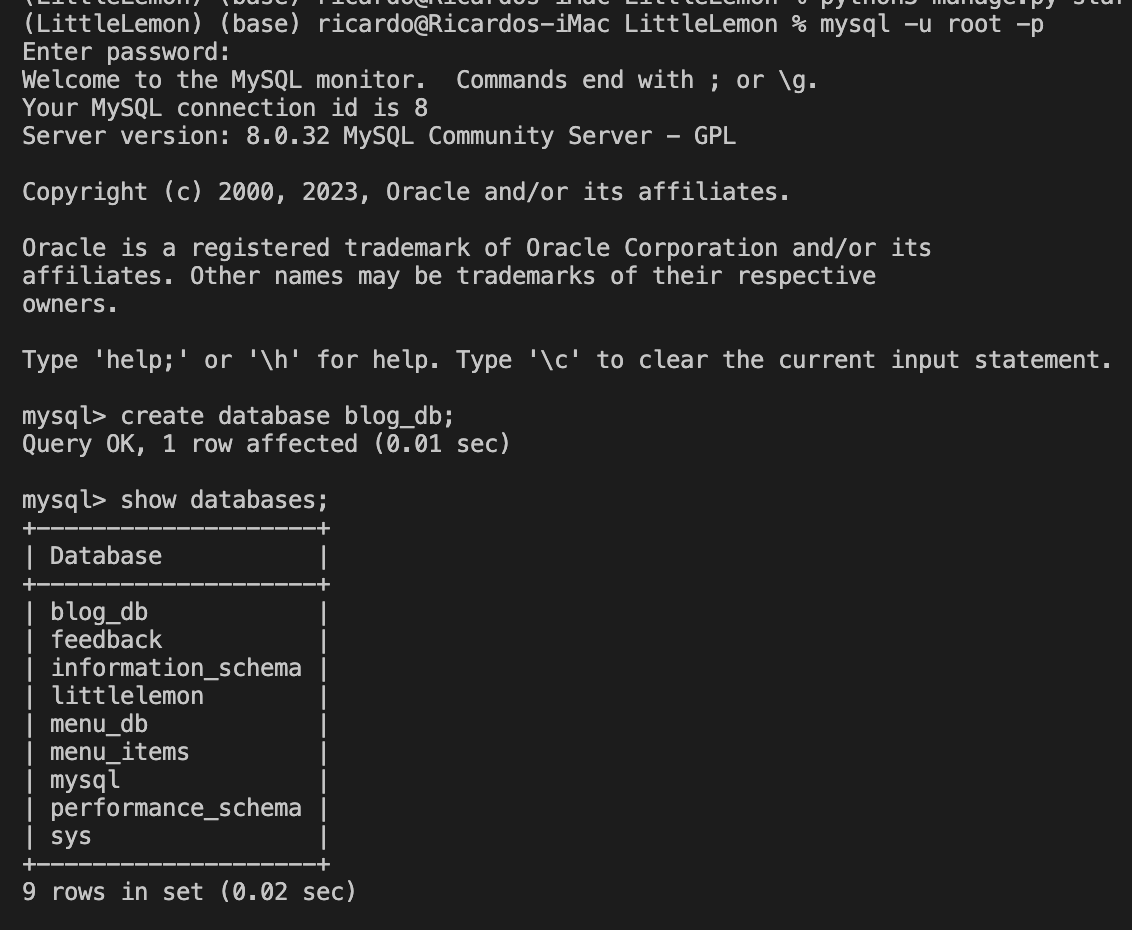 (LittleLemon) (base) ricardo@Ricardos-iMac LittleLemon % python3 manage.py
(LittleLemon) (base) ricardo@Ricardos-iMac LittleLemon % mysql -u root -p
Enter password:
Welcome to the MySQL monitor.  Commands end with ; or \g.
Your MySQL connection id is 8
Server version: 8.0.32 MySQL Community Server - GPL

Copyright (c) 2000, 2023, Oracle and/or its affiliates.

Oracle is a registered trademark of Oracle Corporation and/or its
affiliates. Other names may be trademarks of their respective
owners.

Type 'help;' or '\h' for help. Type '\c' to clear the current input statement.

mysql> create database blog_db;
Query OK, 1 row affected (0.01 sec)

mysql> show databases;
+--------------------+
| Database           |
+--------------------+
| blog_db            |
| feedback           |
| information_schema |
| littlelemon        |
| menu_db            |
| menu_items         |
| mysql              |
| performance_schema |
| sys                |
+--------------------+
9 rows in set (0.02 sec)